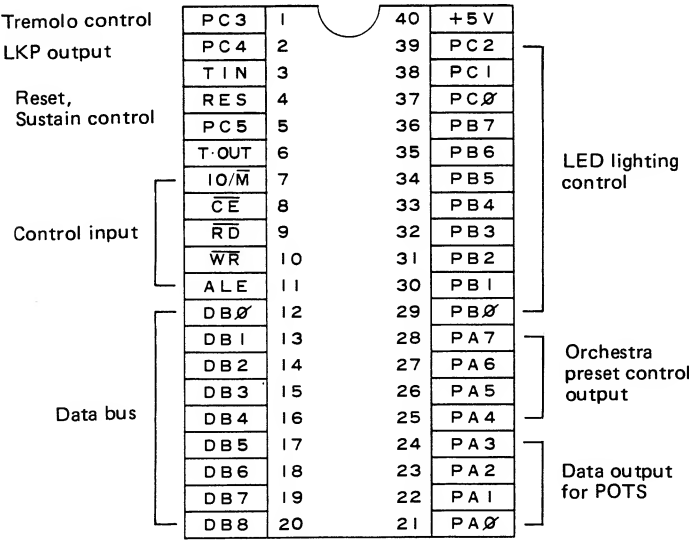 Tremolo control PC3 1 40 +5V
LKP output PC4 2 39 PC2
TIN 3 38 PC1
Reset, RES 4 37 PCØ
Sustain control PC5 5 36 PB7
T·OUT 6 35 PB6
IO/M̅ 7 34 PB5
C̅E̅ 8 33 PB4
R̅D̅ 9 32 PB3
W̅R̅ 10 31 PB2
ALE 11 30 PB1
DBØ 12 29 PBØ
DB1 13 28 PA7
DB2 14 27 PA6
DB3 15 26 PA5
DB4 16 25 PA4
DB5 17 24 PA3
DB6 18 23 PA2
DB7 19 22 PA1
DB8 20 21 PAØ
Control input
Data bus
LED lighting
control
Orchestra
preset control
output
Data output
for POTS